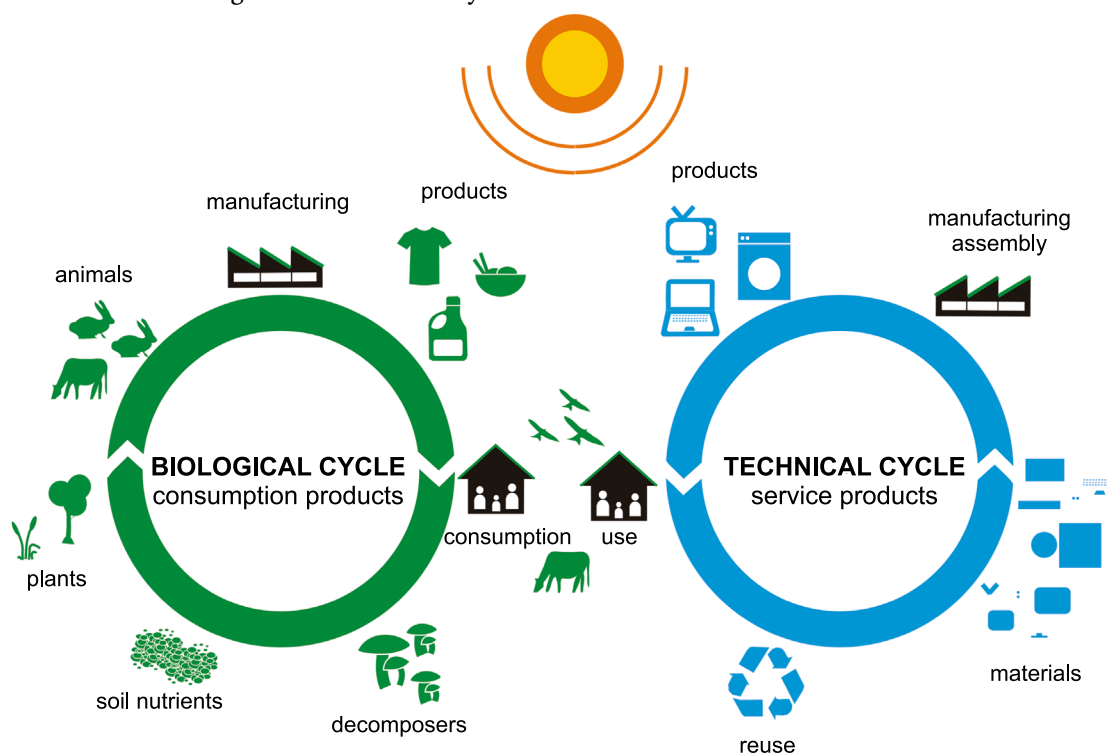 products
products
manufacturing
manufacturing
assembly
animals
BIOLOGICAL CYCLE
consumption products
TECHNICAL CYCLE
service products
consumption
use
plants
soil nutrients
decomposers
materials
reuse